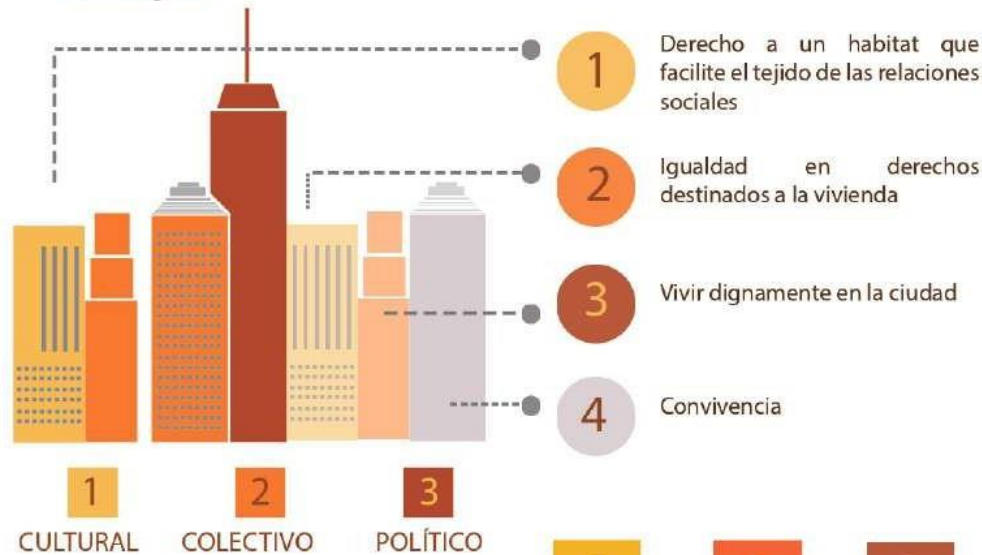 1
Derecho a un habitat que
facilite el tejido de las relaciones
sociales
2
Igualdad en derechos
destinados a la vivienda
3
Vivir dignamente en la ciudad
4
Convivencia
1
CULTURAL
2
COLECTIVO
3
POLÍTICO